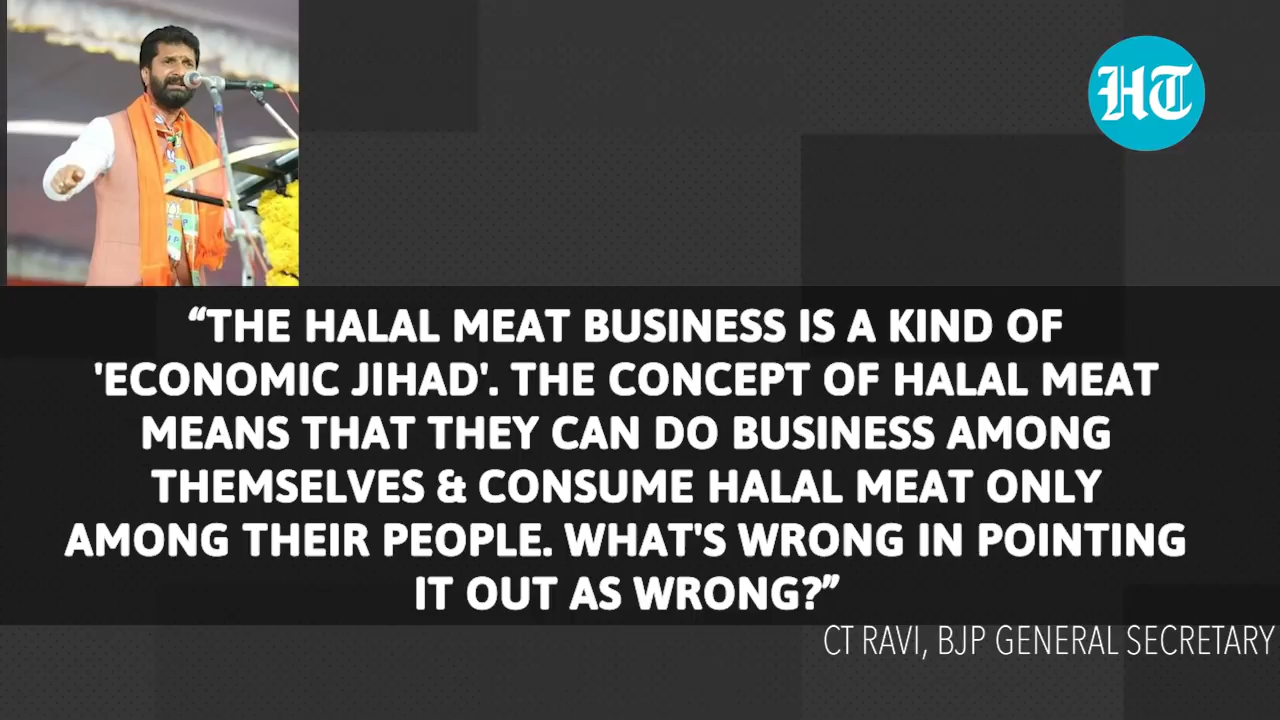 HT
“THE HALAL MEAT BUSINESS IS A KIND OF
'ECONOMIC JIHAD'. THE CONCEPT OF HALAL MEAT
MEANS THAT THEY CAN DO BUSINESS AMONG
THEMSELVES & CONSUME HALAL MEAT ONLY
AMONG THEIR PEOPLE. WHAT'S WRONG IN POINTING
IT OUT AS WRONG?”
CT RAVI, BJP GENERAL SECRETARY